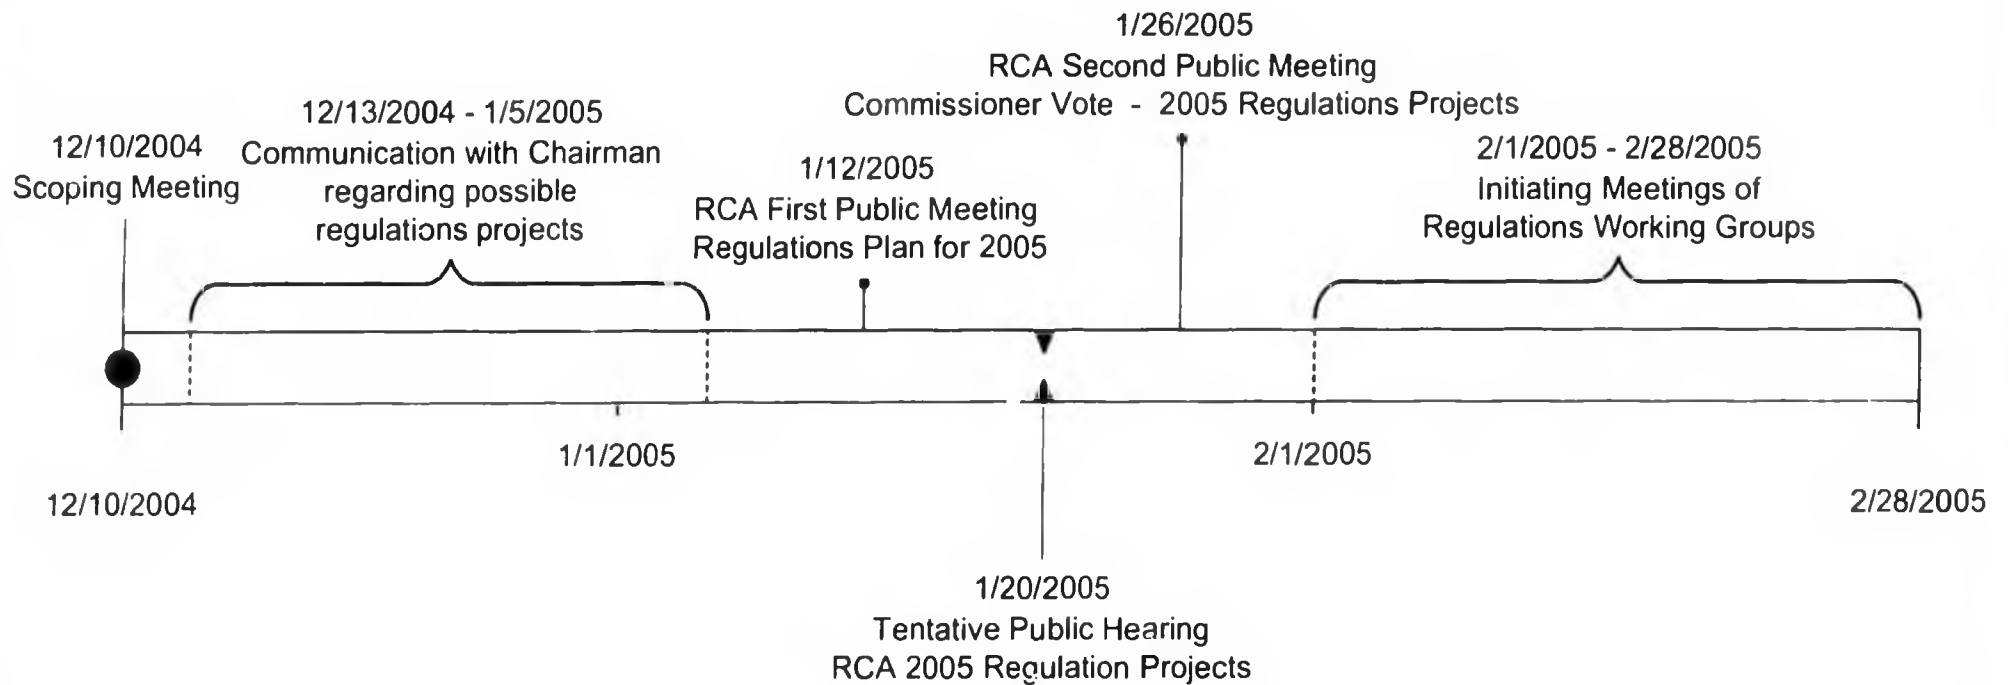 1/26/2005
RCA Second Public Meeting
Commissioner Vote - 2005 Regulations Projects
12/13/2004 - 1/5/2005
Communication with Chairman
regarding possible
regulations projects
12/10/2004
Scoping Meeting
1/12/2005
RCA First Public Meeting
Regulations Plan for 2005
2/1/2005 - 2/28/2005
Initiating Meetings of
Regulations Working Groups
1/1/2005
2/1/2005
12/10/2004
2/28/2005
1/20/2005
Tentative Public Hearing
RCA 2005 Regulation Projects